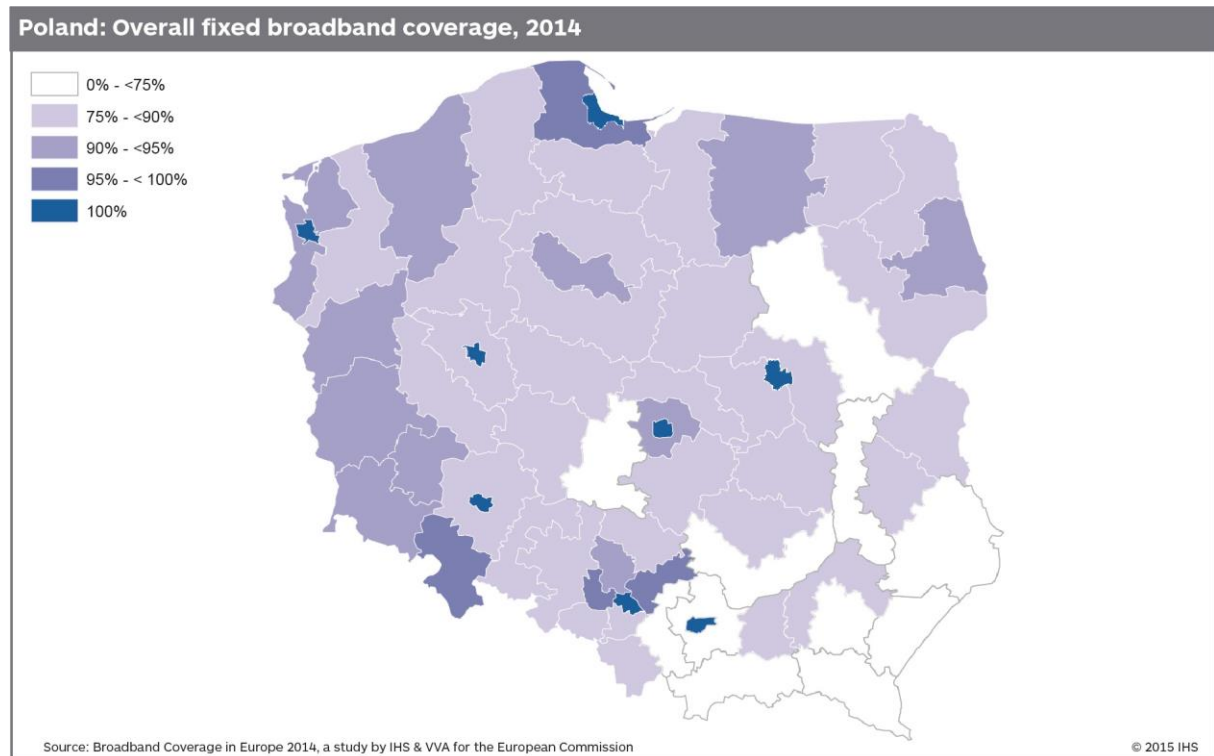 Poland: Overall fixed broadband coverage, 2014
0% - <75%
75% - <90%
90% - <95%
95% - < 100%
100%
Source: Broadband Coverage in Europe 2014, a study by IHS & VVA for the European Commission
© 2015 IHS